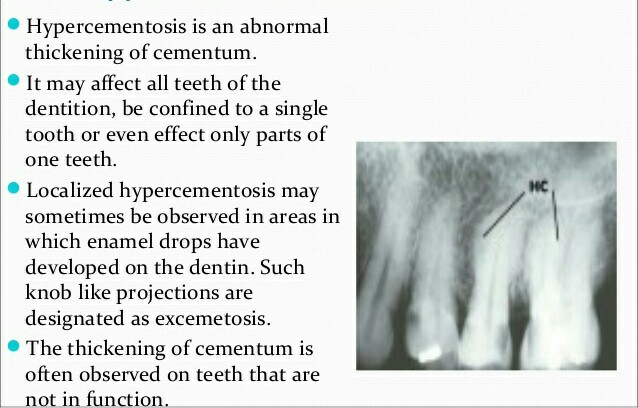 Hypercementosis is an abnormal
thickening of cementum.
It may affect all teeth of the
dentition, be confined to a single
tooth or even effect only parts of
one teeth.
Localized hypercementosis may
sometimes be observed in areas in
which enamel drops have
developed on the dentin. Such
knob like projections are
designated as excemetosis.
The thickening of cementum is
often observed on teeth that are
not in function.
HC